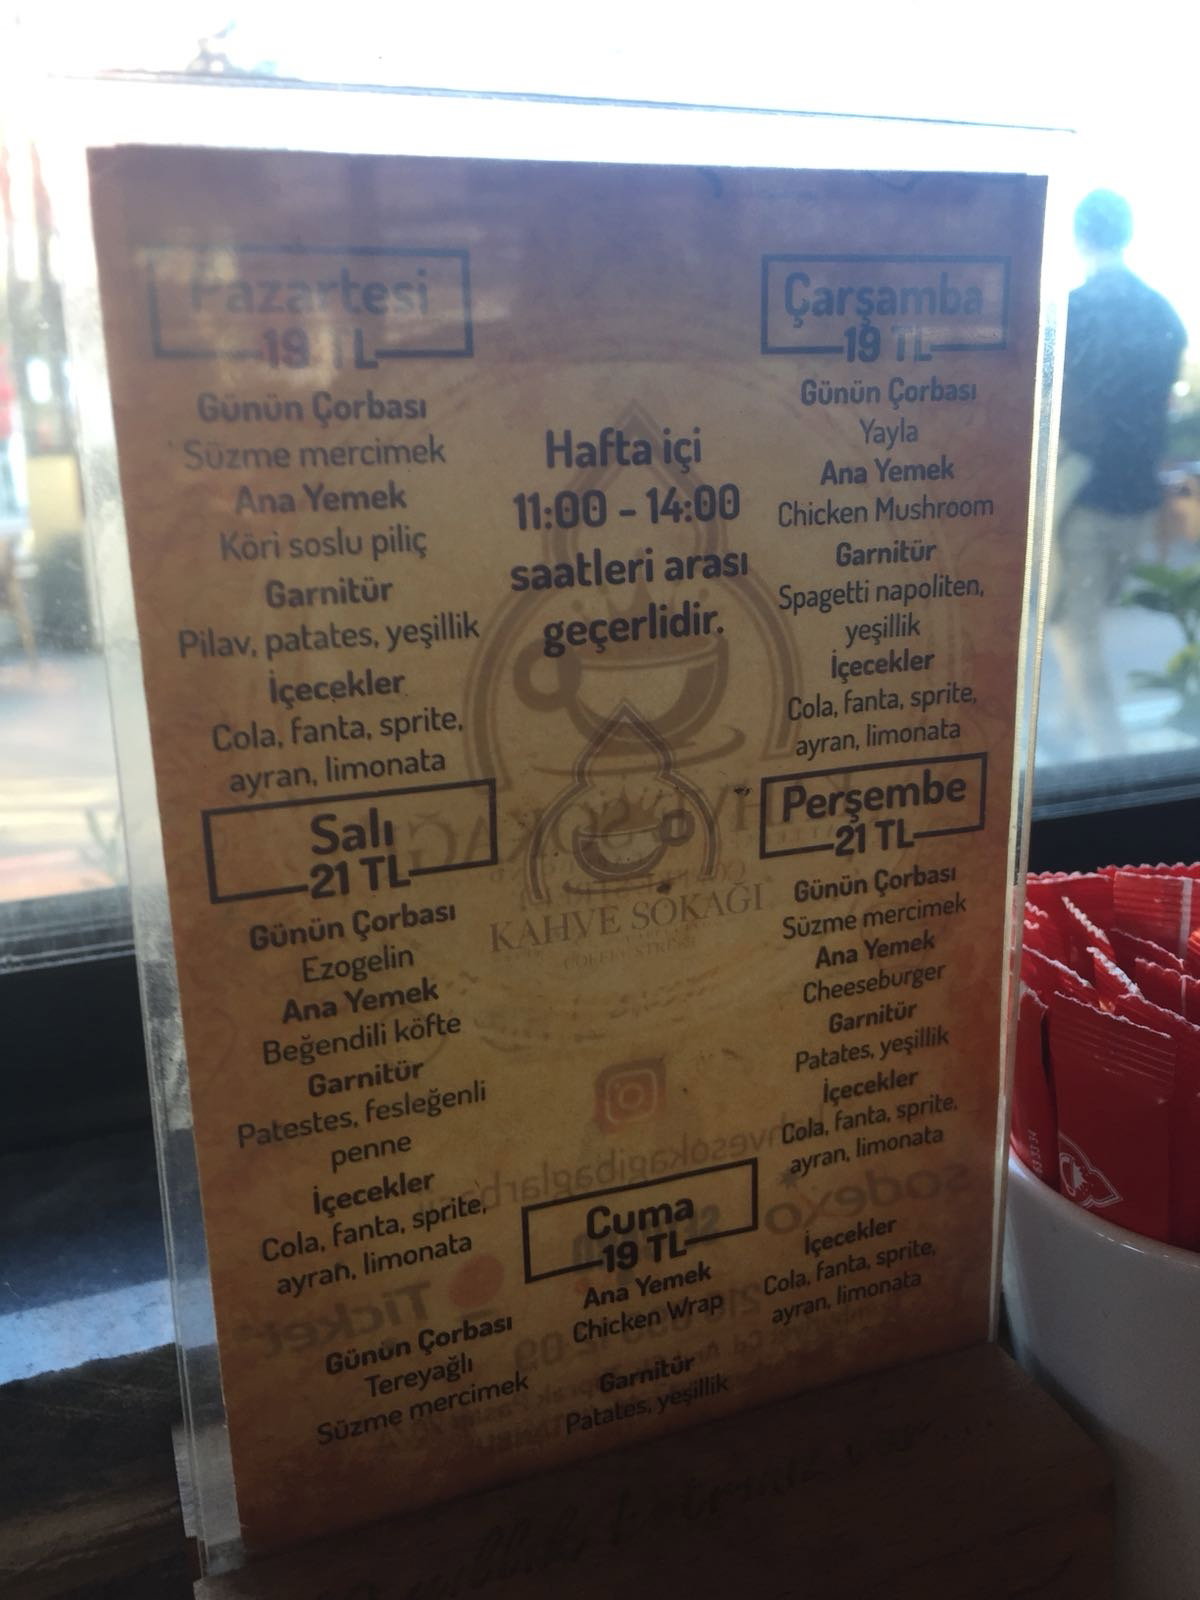 Pazartesi
19 TL
Günün Çorbası
Süzme mercimek
Ana Yemek
Köri soslu piliç
Garnitür
Pilav, patates, yeşillik
İçecekler
Cola, fanta, sprite,
ayran, limonata
Salı
21 TL
Günün Çorbası
Ezogelin
Ana Yemek
Beğendili köfte
Garnitür
Patestes, fesleğenli
penne
İçecekler
Cola, fanta, sprite,
ayran, limonata
Hafta içi
11:00 - 14:00
saatleri arası
geçerlidir.
KAHVE SOKAĞI
COFFEE STREET
Çarşamba
19 TL
Günün Çorbası
Yayla
Ana Yemek
Chicken Mushroom
Garnitür
Spagetti napoliten,
yeşillik
İçecekler
Cola, fanta, sprite,
ayran, limonata
Perşembe
21 TL
Günün Çorbası
Süzme mercimek
Ana Yemek
Cheeseburger
Garnitür
Patates, yeşillik
İçecekler
Cola, fanta, sprite,
ayran, limonata
Cuma
19 TL
Günün Çorbası
Tereyağlı
Süzme mercimek
Ana Yemek
Chicken Wrap
Garnitür
Patates, yeşillik
İçecekler
Cola, fanta, sprite,
ayran, limonata
sodexo
Ticket